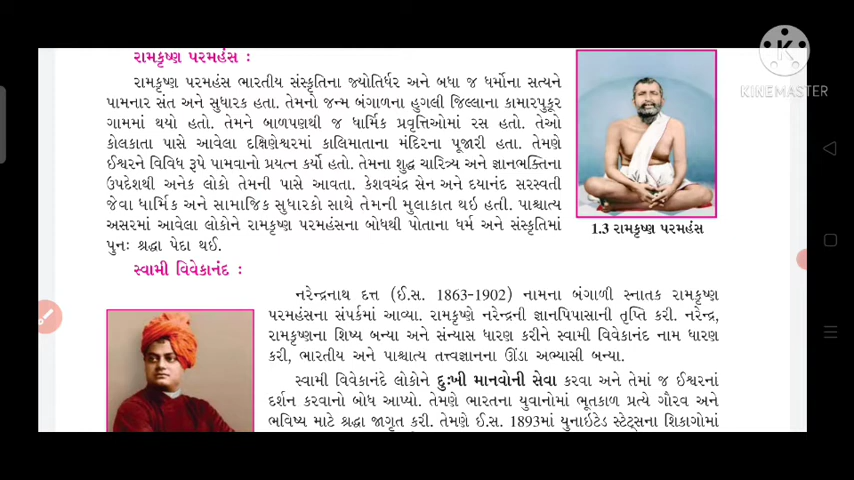 રામકૃષ્ણ પરમહંસ :
રામકૃષ્ણ પરમહંસ ભારતીય સંસ્કૃતિના જ્યોતિર્ધર અને બધા જ ધર્મોના સત્યને
પામનાર સંત અને સુધારક હતા. તેમનો જન્મ બંગાળના હુગલી જિલ્લાના કામારપુકૂર
ગામમાં થયો હતો. તેમને બાળપણથી જ ધાર્મિક પ્રવૃત્તિઓમાં રસ હતો. તેઓ
કોલકાતા પાસે આવેલા દક્ષિણેશ્વરમાં કાલિમાતાના મંદિરના પૂજારી હતા. તેમણે
ઈશ્વરને વિવિધ રૂપે પામવાનો પ્રયત્ન કર્યો હતો. તેમના શુદ્ધ ચારિત્ર્ય અને જ્ઞાનભક્તિના
ઉપદેશથી અનેક લોકો તેમની પાસે આવતા. કેશવચંદ્ર સેન અને દયાનંદ સરસ્વતી
જેવા ધાર્મિક અને સામાજિક સુધારકો સાથે તેમની મુલાકાત થઇ હતી. પાશ્ચાત્ય
અસરમાં આવેલા લોકોને રામકૃષ્ણ પરમહંસના બોધથી પોતાના ધર્મ અને સંસ્કૃતિમાં
પુનઃ શ્રદ્ધા પેદા થઈ.
1.3 રામકૃષ્ણ પરમહંસ
સ્વામી વિવેકાનંદ :
નરેન્દ્રનાથ દત્ત (ઈ.સ. 1863-1902) નામના બંગાળી સ્નાતક રામકૃષ્ણ
પરમહંસના સંપર્કમાં આવ્યા. રામકૃષ્ણે નરેન્દ્રની જ્ઞાનપિપાસાની તૃપ્તિ કરી. નરેન્દ્ર,
રામકૃષ્ણના શિષ્ય બન્યા અને સંન્યાસ ધારણ કરીને સ્વામી વિવેકાનંદ નામ ધારણ
કરી, ભારતીય અને પાશ્ચાત્ય તત્ત્વજ્ઞાનના ઊંડા અભ્યાસી બન્યા.
સ્વામી વિવેકાનંદે લોકોને દુઃખી માનવોની સેવા કરવા અને તેમાં જ ઈશ્વરનાં
દર્શન કરવાનો બોધ આપ્યો. તેમણે ભારતના યુવાનોમાં ભૂતકાળ પ્રત્યે ગૌરવ અને
ભવિષ્ય માટે શ્રદ્ધા જાગૃત કરી. તેમણે ઈ.સ. 1893માં યુનાઇટેડ સ્ટેટ્સના શિકાગોમાં
KINEMASTER